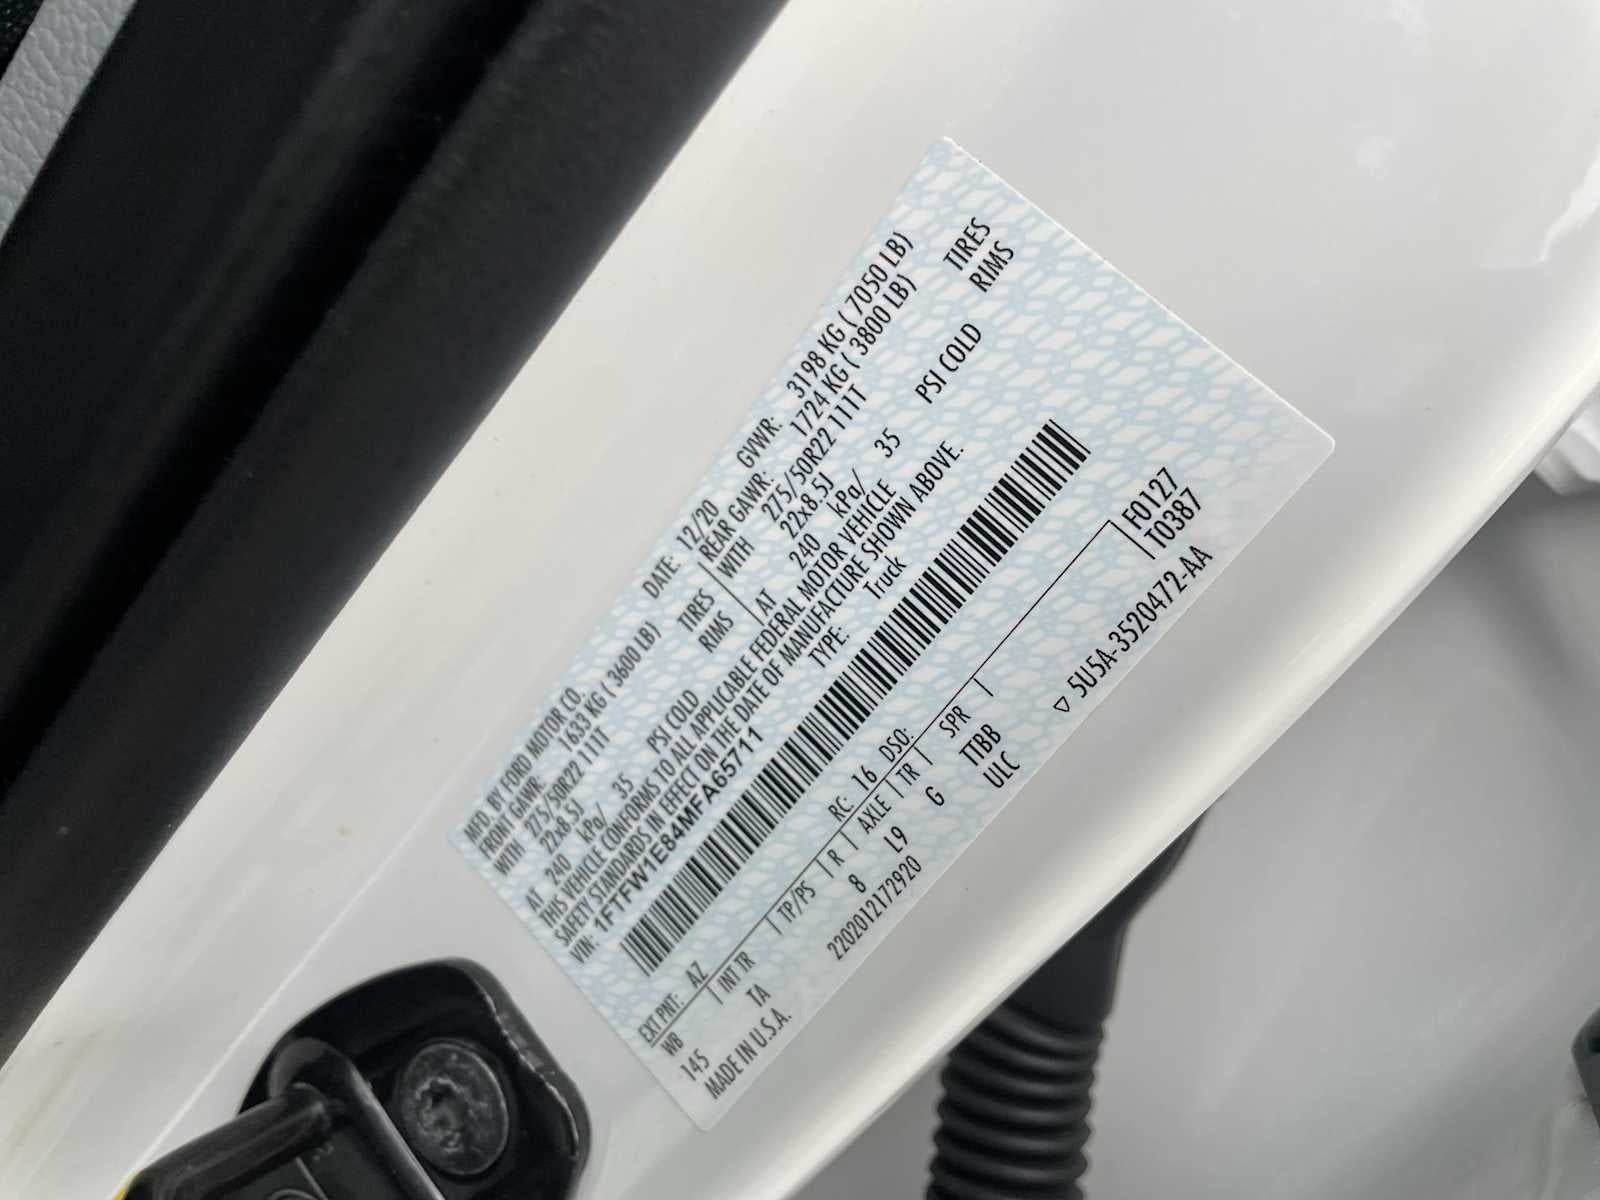 MFD. BY FORD MOTOR CO. DATE: 12/20 GVWR: 3198 KG ( 7050 LB)
FRONT GAWR: 1633 KG ( 3600 LB) REAR GAWR: 1724 KG ( 3800 LB)
WITH 275/50R22 111T TIRES WITH 275/50R22 111T TIRES
22x8.5J RIMS 22x8.5J RIMS
AT 240 kPa/ 35 PSI COLD AT 240 kPa/ 35 PSI COLD
THIS VEHICLE CONFORMS TO ALL APPLICABLE FEDERAL MOTOR VEHICLE
SAFETY STANDARDS IN EFFECT ON THE DATE OF MANUFACTURE SHOWN ABOVE.
VIN: 1FTFW1E84MFA65711 TYPE: Truck
EXT PNT: AZ RC: 16 DSO: F0127
WB INT TR TP/PS R AXLE TR SPR T0387
145 TA 8 L9 G TTBB
MADE IN U.S.A. 2202012172920 ULC
▽ 5U5A-3520472-AA